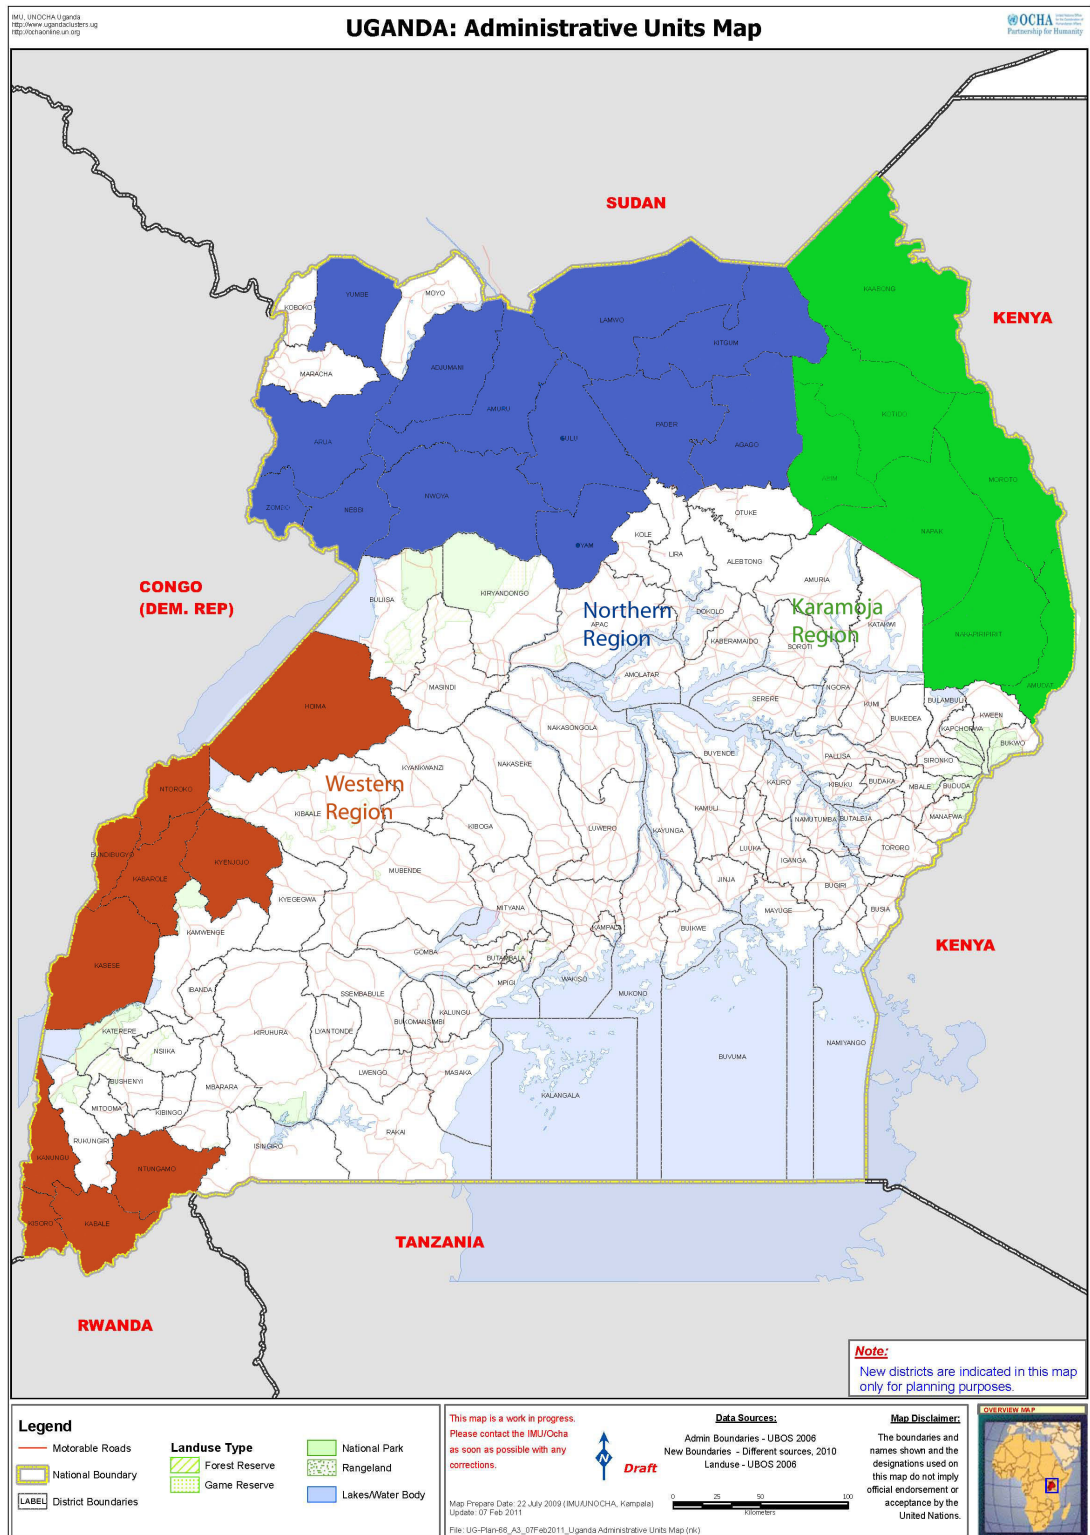 IMU, UNOCHA Uganda
http://www.ugandaclusters.ug
http://ochaonline.un.org
UGANDA: Administrative Units Map
OCHA
Partnership for Humanity
SUDAN
KENYA
CONGO
(DEM. REP)
KENYA
TANZANIA
RWANDA
YUMBE
MOYO
KOBOKO
MARACHA
ADJUMANI
AMURU
ARUA
ZOMBO
NEBBI
NWOYA
GULU
LAMWO
KITGUM
PADER
AGAGO
OYAM
KAABONG
KOTIDO
ABIM
MOROTO
NAPAK
NAKAPIRIPIRIT
AMUDAT
OTUKE
KOLE
LIRA
ALEBTONG
AMURIA
KATAKWI
BULIISA
KIRYANDONGO
APAC
DOKOLO
KABERAMAIDO
SOROTI
Northern
Region
Karamoja
Region
AMOLATAR
MASINDI
HOIMA
NAKASONGOLA
SERERE
NGORA
KUMI
BUKEDEA
BULAMBULI
KWEEN
KAPCHORWA
BUKWO
SIRONKO
NAKASEKE
KYANKWANZI
Western
Region
KIBAALE
NTOROKO
BUYENDE
PALLISA
KALIRO
KIBUKU
BUDAKA
MBALE
BUDUDA
MANAFWA
KAMULI
NAMUTUMBA
BUTALEJA
TORORO
KIBOGA
LUWERO
KAYUNGA
BUNDIBUGYO
KABAROLE
KYENJOJO
MUBENDE
LUUKA
IGANGA
JINJA
BUGIRI
KYEGEGWA
KAMWENGE
MITYANA
KAMPALA
BUIKWE
MAYUGE
BUSIA
KASESE
GOMBA
BUTAMBALA
MPIGI
WAKISO
MUKONO
IBANDA
SSEMBABULE
BUKOMANSIMBI
KALUNGU
KATERERE
KIRUHURA
LYANTONDE
NSIIKA
BUSHENYI
MBARARA
LWENGO
MASAKA
BUVUMA
NAMIYANGO
MITOOMA
KIBINGO
KALANGALA
RUKUNGIRI
ISINGIRO
RAKAI
KANUNGU
NTUNGAMO
KISORO
KABALE
Note:
New districts are indicated in this map
only for planning purposes.
Legend
Motorable Roads
National Boundary
LABEL District Boundaries
Landuse Type
Forest Reserve
Game Reserve
National Park
Rangeland
Lakes/Water Body
This map is a work in progress.
Please contact the IMU/Ocha
as soon as possible with any
corrections.
N
Draft
Map Prepare Date: 22 July 2009 (IMU/UNOCHA, Kampala)
Update: 07 Feb 2011
File: UG-Plan-66_A3_07Feb2011_Uganda Administrative Units Map (nk)
Data Sources:
Admin Boundaries - UBOS 2006
New Boundaries - Different sources, 2010
Landuse - UBOS 2006
0 25 50 100
Kilometers
Map Disclaimer:
The boundaries and
names shown and the
designations used on
this map do not imply
official endorsement or
acceptance by the
United Nations.
OVERVIEW MAP